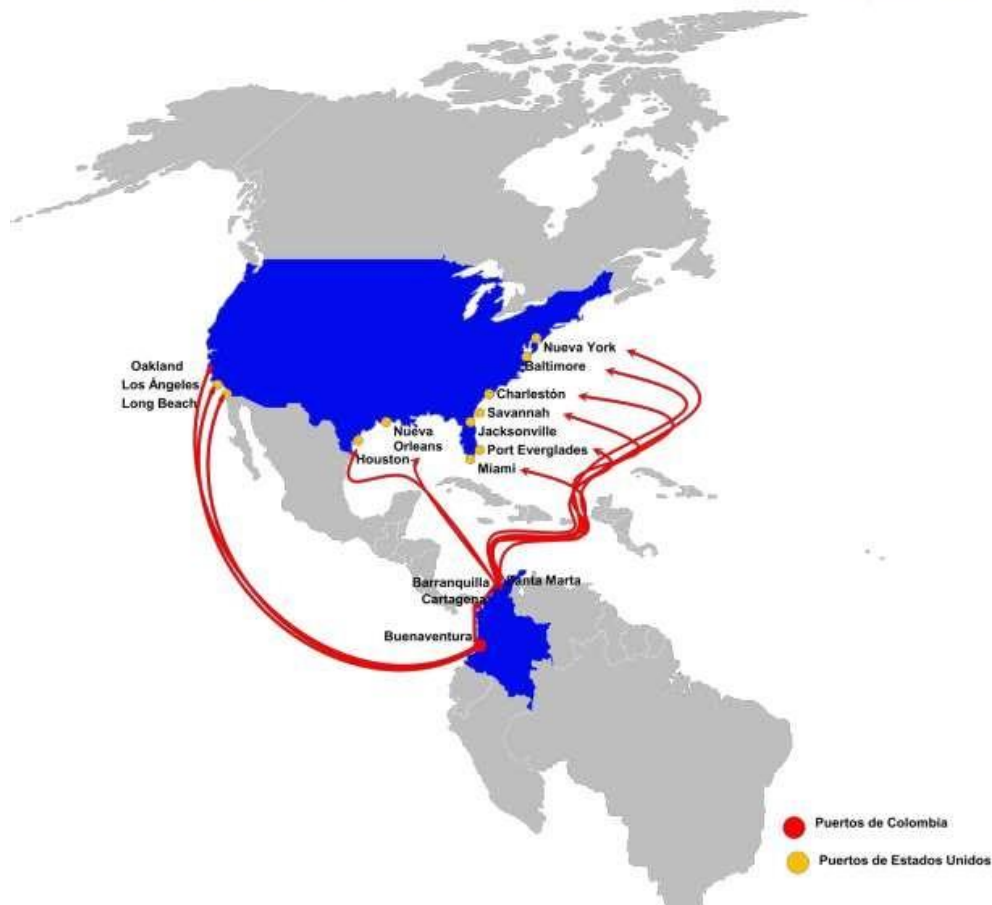 Nueva York
Baltimore
Oakland
Los Ángeles
Long Beach
Charlestón
Savannah
Jacksonville
Nueva
Orleans
Houston
Port Everglades
Miami
Barranquilla
Santa Marta
Cartagena
Buenaventura
Puertos de Colombia
Puertos de Estados Unidos